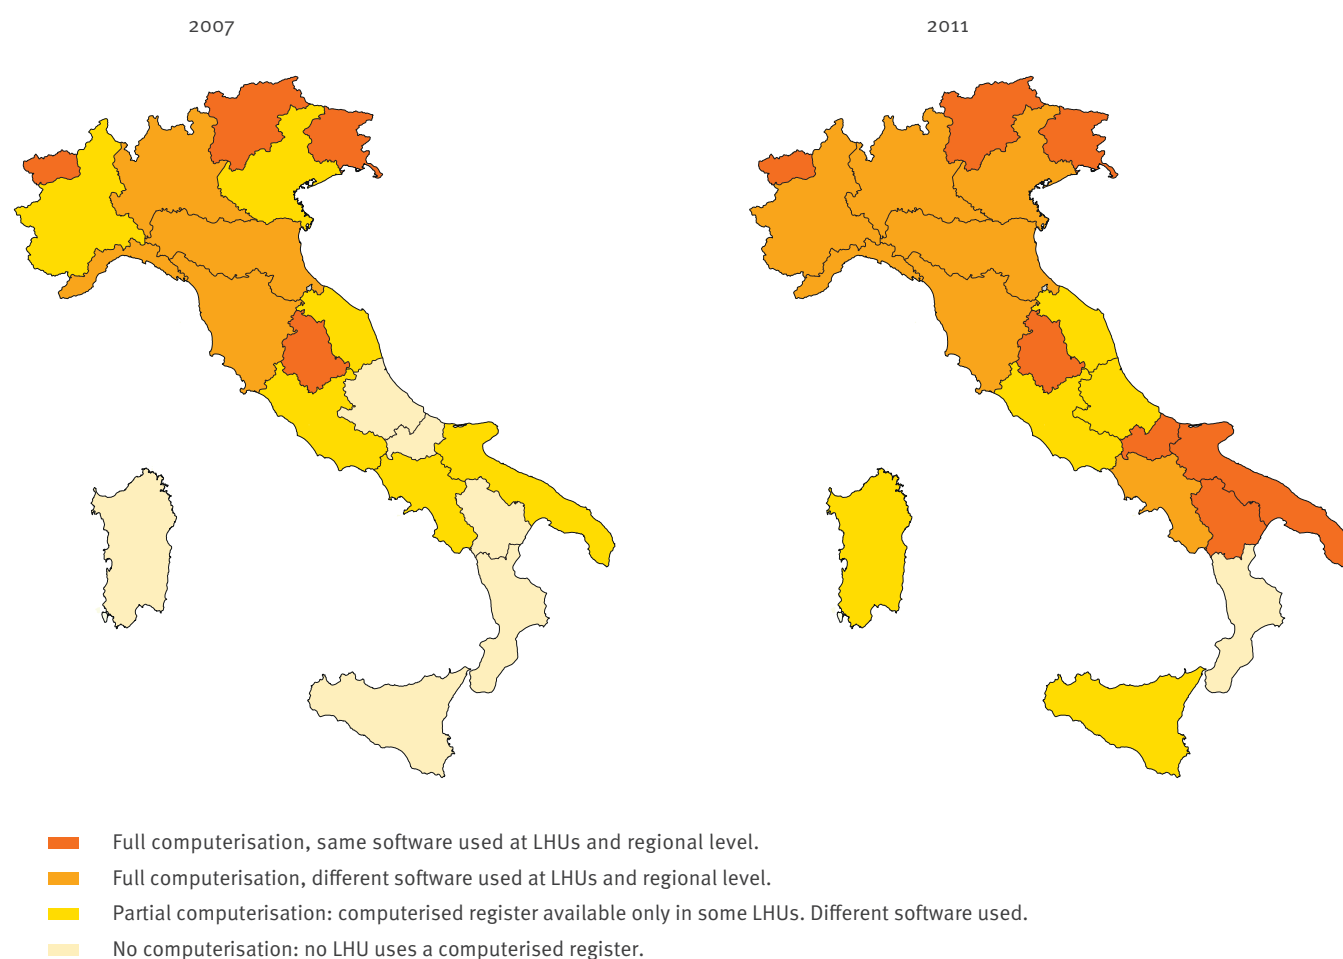 2007
2011
Full computerisation, same software used at LHUs and regional level.
Full computerisation, different software used at LHUs and regional level.
Partial computerisation: computerised register available only in some LHUs. Different software used.
No computerisation: no LHU uses a computerised register.